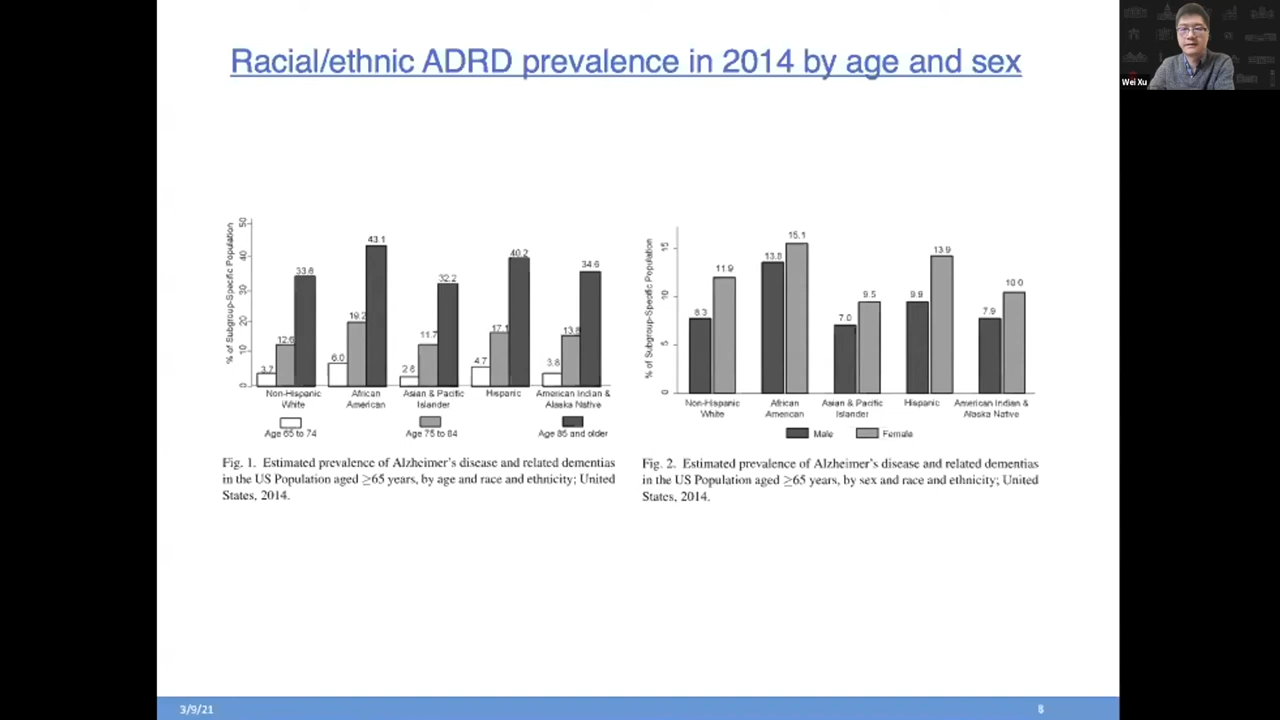 Racial/ethnic ADRD prevalence in 2014 by age and sex
Wei Xu
% of Subgroup-Specific Population
50
40
30
20
10
0
3.7
12.6
33.8
6.0
19.2
43.1
2.8
11.7
32.2
4.7
17.1
40.2
3.8
13.8
34.6
Non-Hispanic
White
African
American
Asian & Pacific
Islander
Hispanic
American Indian &
Alaska Native
Age 65 to 74
Age 75 to 84
Age 85 and older
Fig. 1. Estimated prevalence of Alzheimer's disease and related dementias
in the US Population aged ≥65 years, by age and race and ethnicity; United
States, 2014.
% of Subgroup-Specific Population
15
10
5
0
8.3
11.9
13.8
15.1
7.0
9.5
9.9
13.9
7.9
10.0
Non-Hispanic
White
African
American
Asian & Pacific
Islander
Hispanic
American Indian &
Alaska Native
Male
Female
Fig. 2. Estimated prevalence of Alzheimer's disease and related dementias
in the US Population aged ≥65 years, by sex and race and ethnicity; United
States, 2014.
3/9/21
8